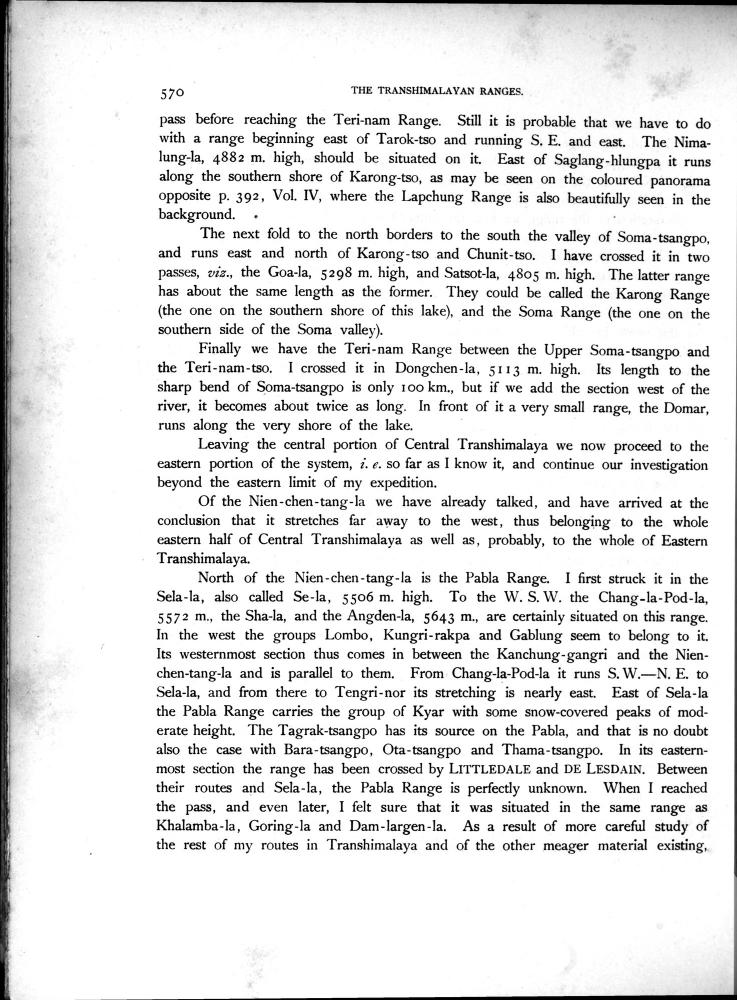 570
THE TRANSHIMALAYAN RANGES.
pass before reaching the Teri-nam Range. Still it is probable that we have to do
with a range beginning east of Tarok-tso and running S. E. and east. The Nima-
lung-la, 4882 m. high, should be situated on it. East of Saglang-hlungpa it runs
along the southern shore of Karong-tso, as may be seen on the coloured panorama
opposite p. 392, Vol. IV, where the Lapchung Range is also beautifully seen in the
background.
The next fold to the north borders to the south the valley of Soma-tsangpo,
and runs east and north of Karong-tso and Chunit-tso. I have crossed it in two
passes, viz., the Goa-la, 5298 m. high, and Satsot-la, 4805 m. high. The latter range
has about the same length as the former. They could be called the Karong Range
(the one on the southern shore of this lake), and the Soma Range (the one on the
southern side of the Soma valley).
Finally we have the Teri-nam Range between the Upper Soma-tsangpo and
the Teri-nam-tso. I crossed it in Dongchen-la, 5113 m. high. Its length to the
sharp bend of Soma-tsangpo is only 100 km., but if we add the section west of the
river, it becomes about twice as long. In front of it a very small range, the Domar,
runs along the very shore of the lake.
Leaving the central portion of Central Transhimalaya we now proceed to the
eastern portion of the system, i. e. so far as I know it, and continue our investigation
beyond the eastern limit of my expedition.
Of the Nien-chen-tang-la we have already talked, and have arrived at the
conclusion that it stretches far away to the west, thus belonging to the whole
eastern half of Central Transhimalaya as well as, probably, to the whole of Eastern
Transhimalaya.
North of the Nien-chen-tang-la is the Pabla Range. I first struck it in the
Sela-la, also called Se-la, 5506 m. high. To the W. S. W. the Chang-la-Pod-la,
5572 m., the Sha-la, and the Angden-la, 5643 m., are certainly situated on this range.
In the west the groups Lombo, Kungri-rakpa and Gablung seem to belong to it.
Its westernmost section thus comes in between the Kanchung-gangri and the Nien-
chen-tang-la and is parallel to them. From Chang-la-Pod-la it runs S. W.—N. E. to
Sela-la, and from there to Tengri-nor its stretching is nearly east. East of Sela-la
the Pabla Range carries the group of Kyar with some snow-covered peaks of mod-
erate height. The Tagrak-tsangpo has its source on the Pabla, and that is no doubt
also the case with Bara-tsangpo, Ota-tsangpo and Thama-tsangpo. In its eastern-
most section the range has been crossed by LITTLEDALE and DE LESDAIN. Between
their routes and Sela-la, the Pabla Range is perfectly unknown. When I reached
the pass, and even later, I felt sure that it was situated in the same range as
Khalamba-la, Goring-la and Dam-largen-la. As a result of more careful study of
the rest of my routes in Transhimalaya and of the other meager material existing,